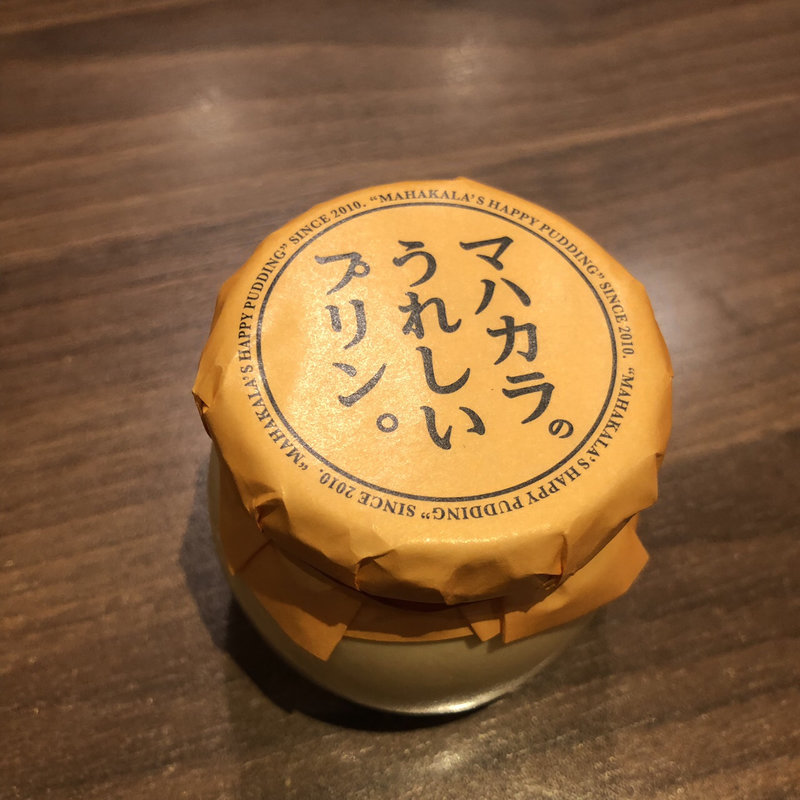 マハカラの
うれしい
プリン。
"MAHAKALA'S HAPPY PUDDING" SINCE 2010. "MAHAKALA'S HAPPY PUDDING" SINCE 2010. "MAHAKALA'S HAPPY PUDDING" SINCE 2010.